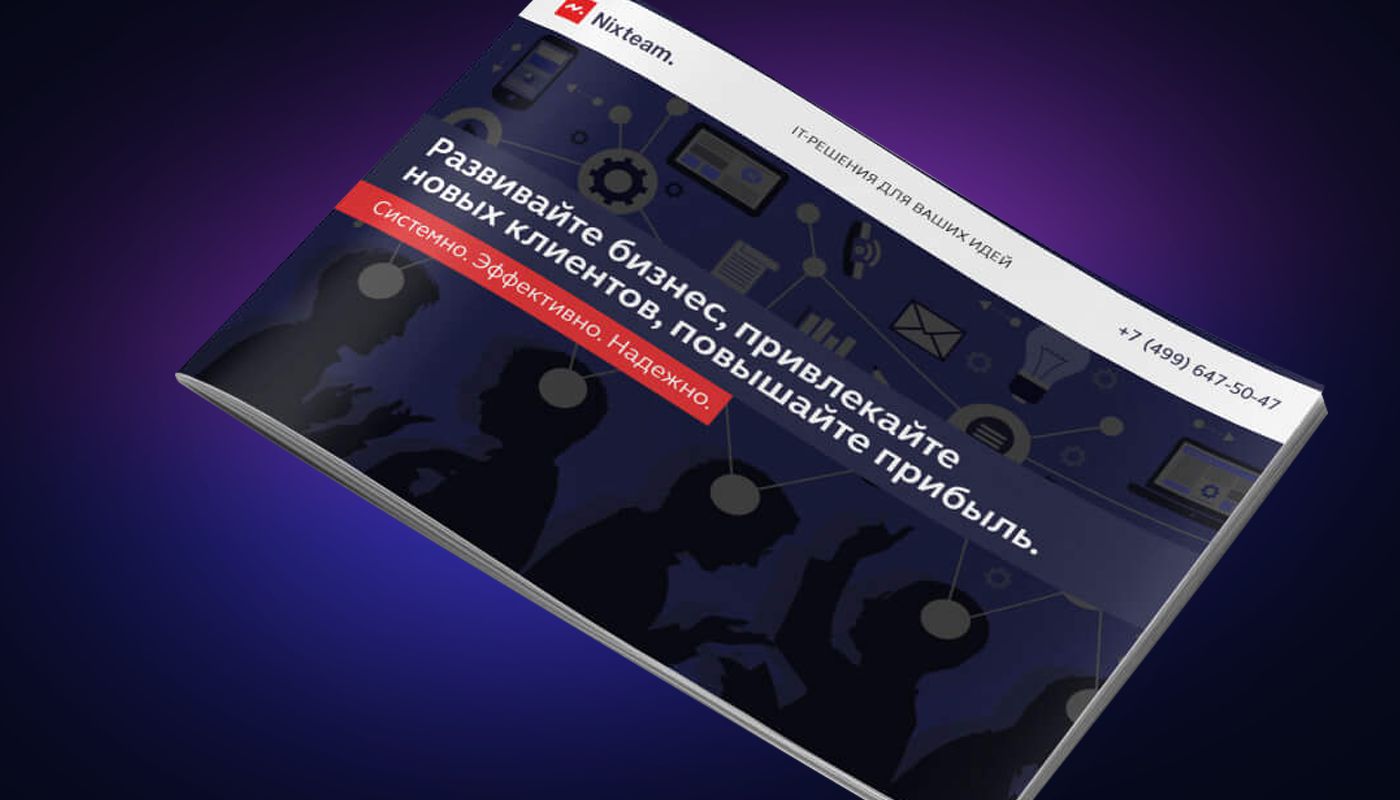 Nixteam.
IT-РЕШЕНИЯ ДЛЯ ВАШИХ ИДЕЙ
+7 (499) 647-50-47
Развивайте бизнес, привлекайте
новых клиентов, повышайте прибыль.
Системно. Эффективно. Надежно.